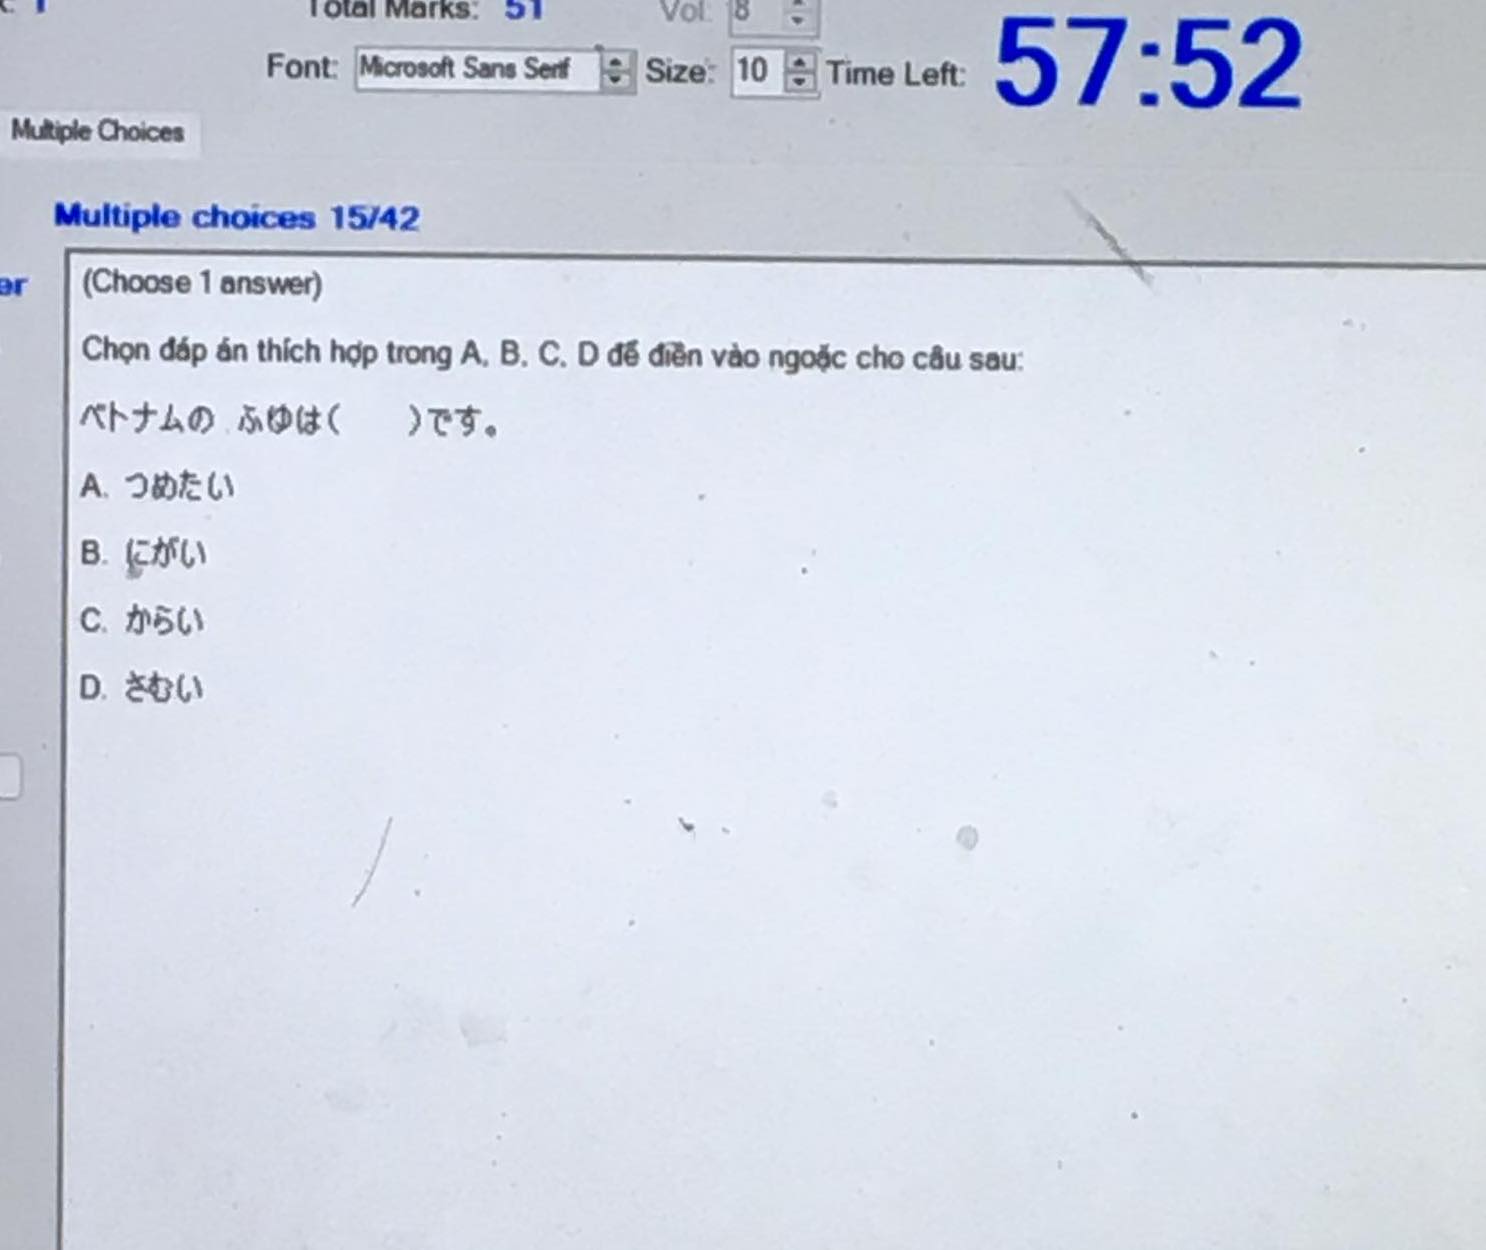 Total Marks: 51 Vol: 8
Font: Microsoft Sans Serif Size: 10 Time Left: 57:52
Multiple Choices
Multiple choices 15/42
(Choose 1 answer)
Chọn đáp án thích hợp trong A, B, C, D để điền vào ngoặc cho câu sau:
ベトナムの ふゆは( )です。
A. つめたい
B. にがい
C. からい
D. さむい